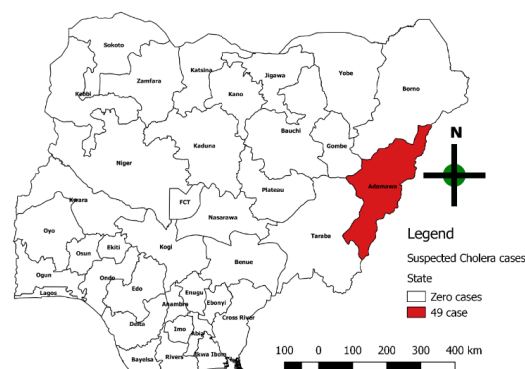 Sokoto
Katsina
Yobe
Jigawa
Zamfara
Kebbi
Kano
Borno
Bauchi
Kaduna
Gombe
Niger
Adamawa
Plateau
FCT
Kwara
Nasarawa
Oyo
Taraba
Ekiti
Kogi
Osun
Benue
Ogun
Ondo
Edo
Lagos
Enugu
Anambra
Ebonyi
Cross River
Delta
Imo
Abia
Bayelsa
Rivers
Akwa Ibom
N
Legend
Suspected Cholera cases
State
Zero cases
49 case
100 0 100 200 300 400 km